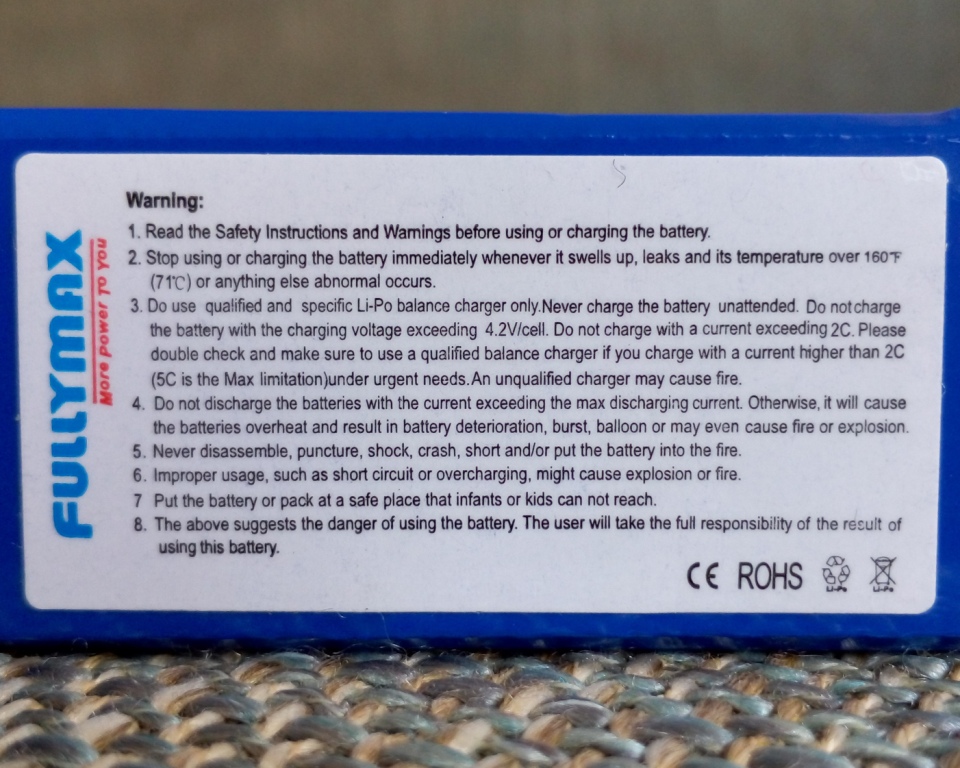 FULLYMAX
More power to you
Warning:
1. Read the Safety Instructions and Warnings before using or charging the battery.
2. Stop using or charging the battery immediately whenever it swells up, leaks and its temperature over 160℉
(71℃) or anything else abnormal occurs.
3. Do use qualified and specific Li-Po balance charger only.Never charge the battery unattended. Do not charge
the battery with the charging voltage exceeding 4.2V/cell. Do not charge with a current exceeding 2C. Please
double check and make sure to use a qualified balance charger if you charge with a current higher than 2C
(5C is the Max limitation)under urgent needs.An unqualified charger may cause fire.
4. Do not discharge the batteries with the current exceeding the max discharging current. Otherwise, it will cause
the batteries overheat and result in battery deterioration, burst, balloon or may even cause fire or explosion.
5. Never disassemble, puncture, shock, crash, short and/or put the battery into the fire.
6. Improper usage, such as short circuit or overcharging, might cause explosion or fire.
7 Put the battery or pack at a safe place that infants or kids can not reach.
8. The above suggests the danger of using the battery. The user will take the full responsibility of the result of
using this battery.
CE ROHS Li-Po Li-Po